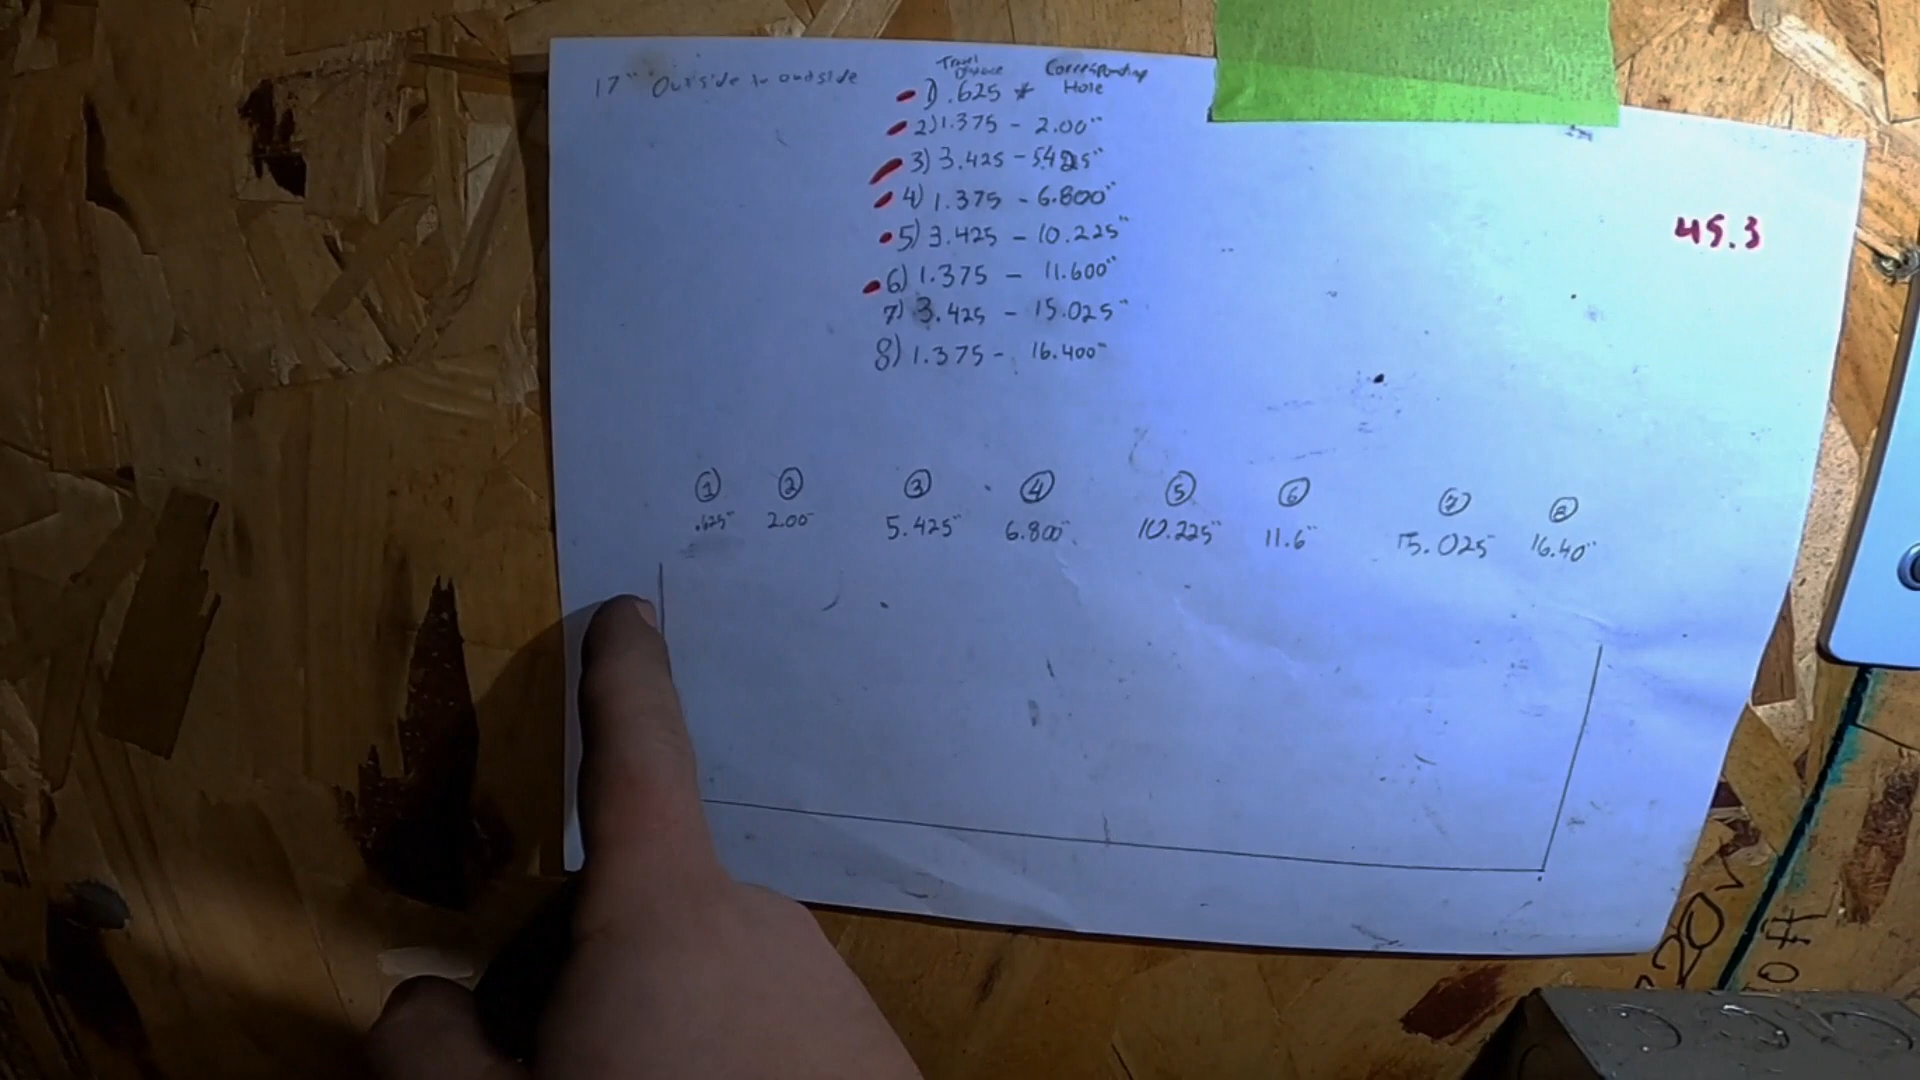 17" Outside to outside
Travel Distance Corresponding Hole
1) .625 *
2) 1.375 - 2.00"
3) 3.425 - 5.425"
4) 1.375 - 6.800"
5) 3.425 - 10.225"
6) 1.375 - 11.600"
7) 3.425 - 15.025"
8) 1.375 - 16.400"
45.3
① ② ③ ④ ⑤ ⑥ ⑦ ⑧
.625" 2.00" 5.425" 6.800" 10.225" 11.6" 15.025" 16.40"